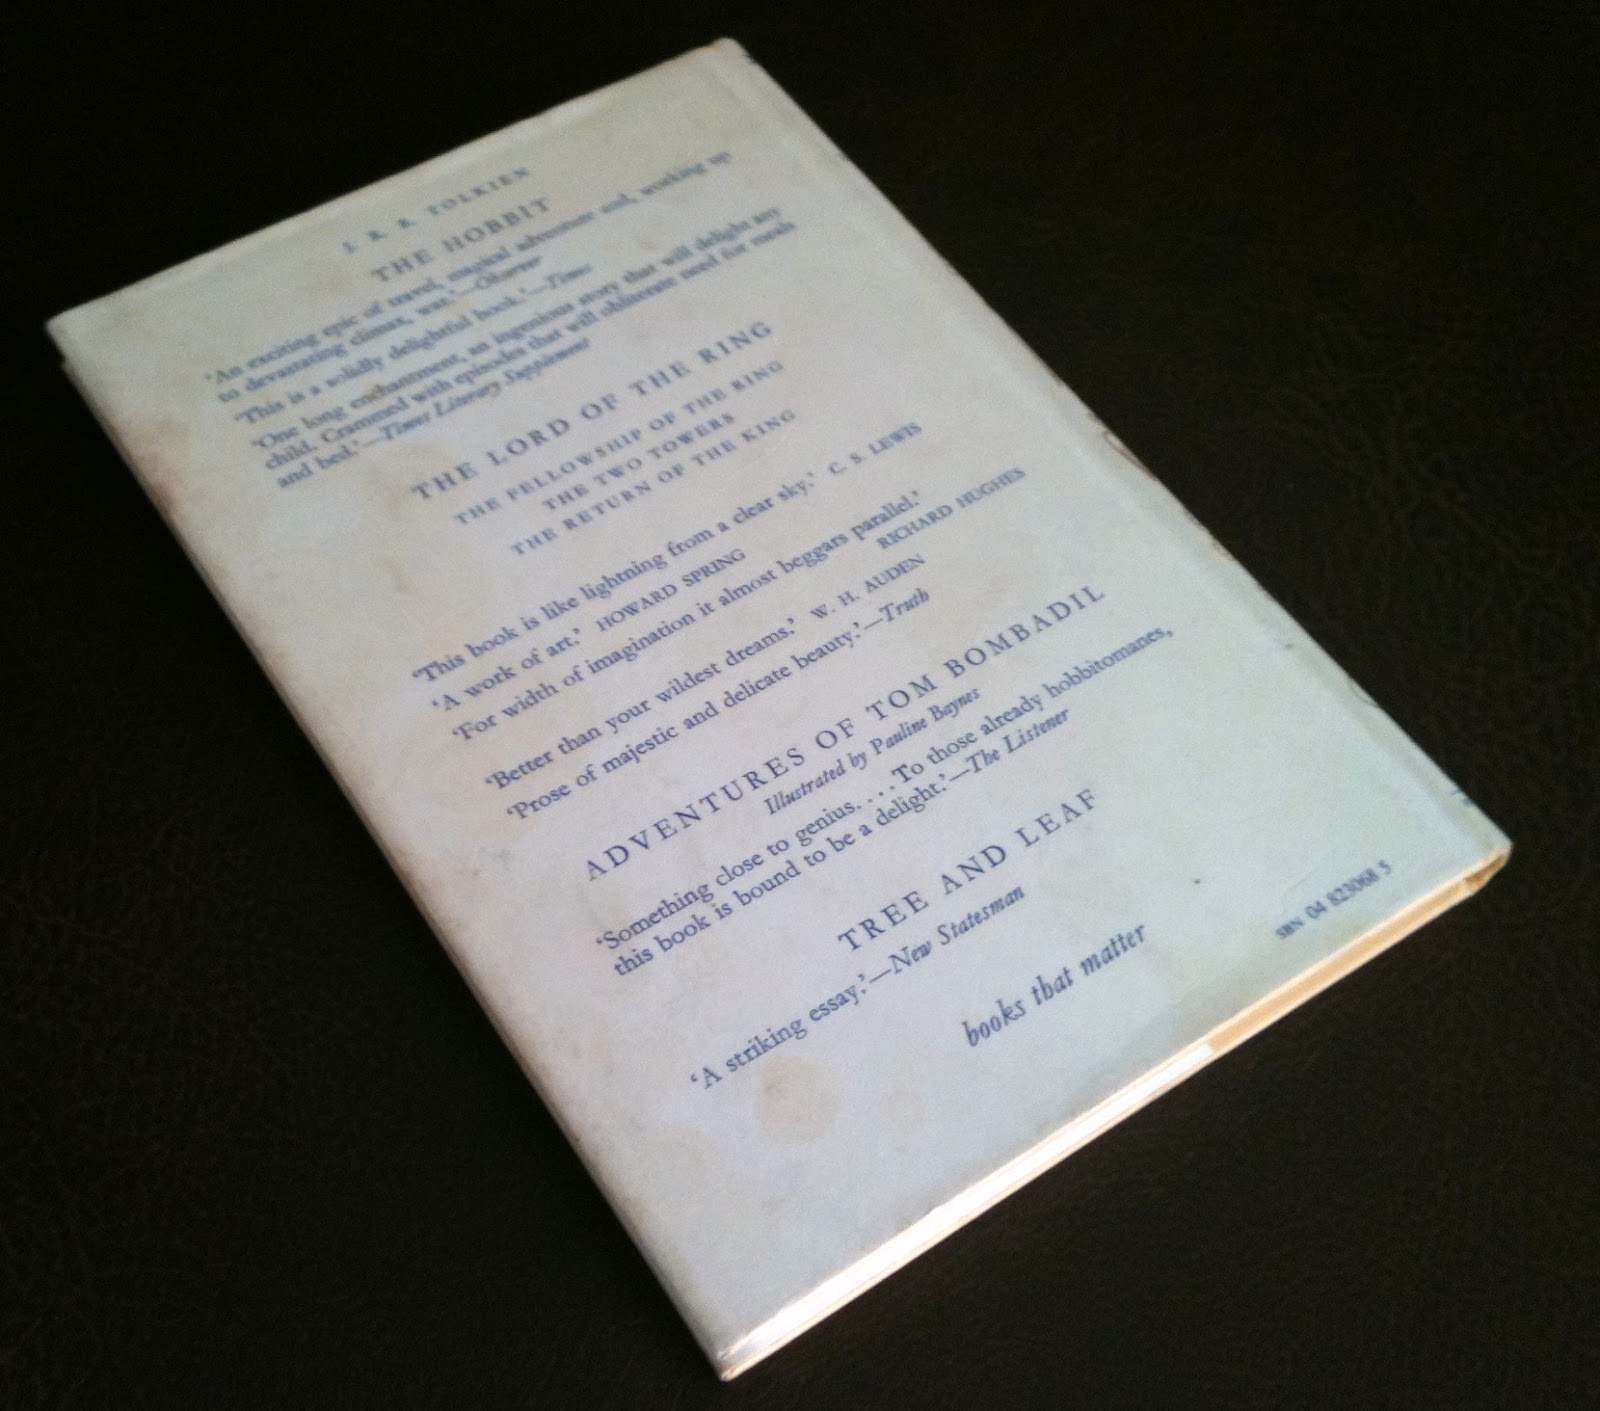 J. R. R. TOLKIEN
THE HOBBIT
‘An exciting epic of travel, magical adventure and, working up
to devastating climax, war.’—Observer
‘This is a solidly delightful book.’—Times
‘One long enchantment, an ingenious story that will delight any
child. Crammed with episodes that will obliterate need for meals
and bed.’—Times Literary Supplement
THE LORD OF THE RING
THE FELLOWSHIP OF THE RING
THE TWO TOWERS
THE RETURN OF THE KING
‘This book is like lightning from a clear sky.’ C. S. LEWIS
‘A work of art.’ HOWARD SPRING
‘For width of imagination it almost beggars parallel.’
RICHARD HUGHES
‘Better than your wildest dreams.’ W. H. AUDEN
‘Prose of majestic and delicate beauty.’—Truth
ADVENTURES OF TOM BOMBADIL
Illustrated by Pauline Baynes
‘Something close to genius. . . . To those already hobbitomanes,
this book is bound to be a delight.’—The Listener
TREE AND LEAF
‘A striking essay.’—New Statesman
books that matter
SBN 04 823068 5